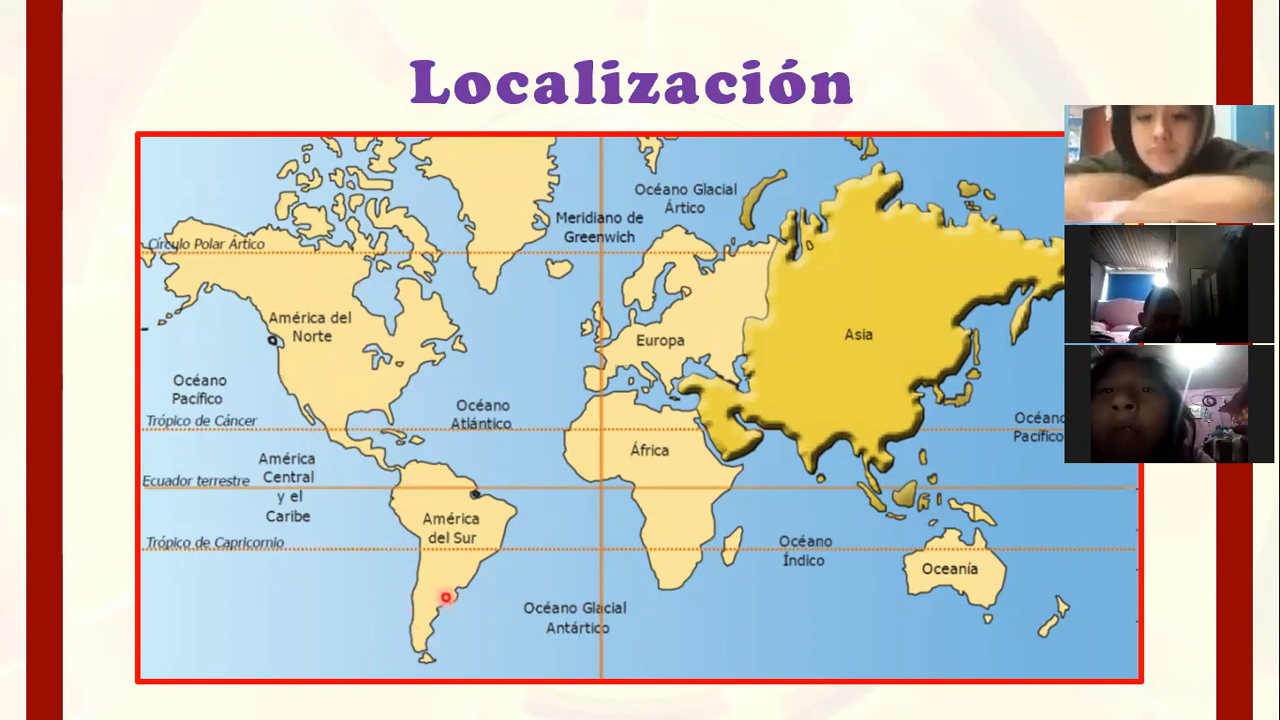 Localización
Océano Glacial
Ártico
Meridiano de
Greenwich
Círculo Polar Ártico
América del
Norte
Europa
Asia
Océano
Pacífico
Océano
Atlántico
Trópico de Cáncer
Océano
Pacífico
África
América
Central
y el
Caribe
Ecuador terrestre
América
del Sur
Trópico de Capricornio
Océano
Índico
Oceanía
Océano Glacial
Antártico